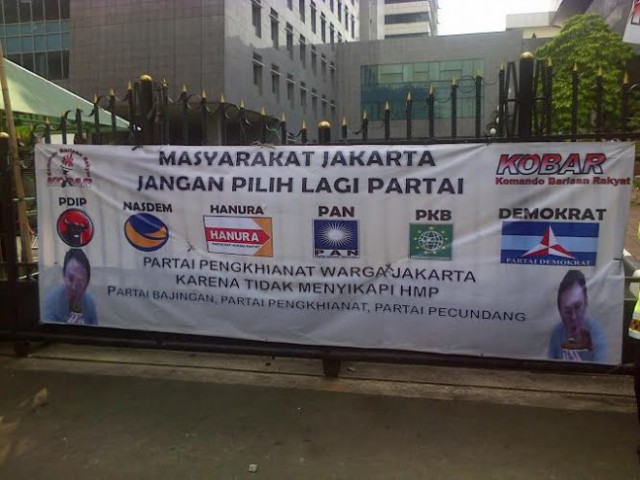 MASYARAKAT JAKARTA
JANGAN PILIH LAGI PARTAI
KOBAR
KOBAR
Komando Barisan Rakyat
PDIP
NASDEM
HANURA
PAN
PKB
DEMOKRAT
HANURA
PAN
PARTAI DEMOKRAT
PARTAI PENGKHIANAT WARGA JAKARTA
KARENA TIDAK MENYIKAPI HMP
PARTAI BAJINGAN, PARTAI PENGKHIANAT, PARTAI PECUNDANG